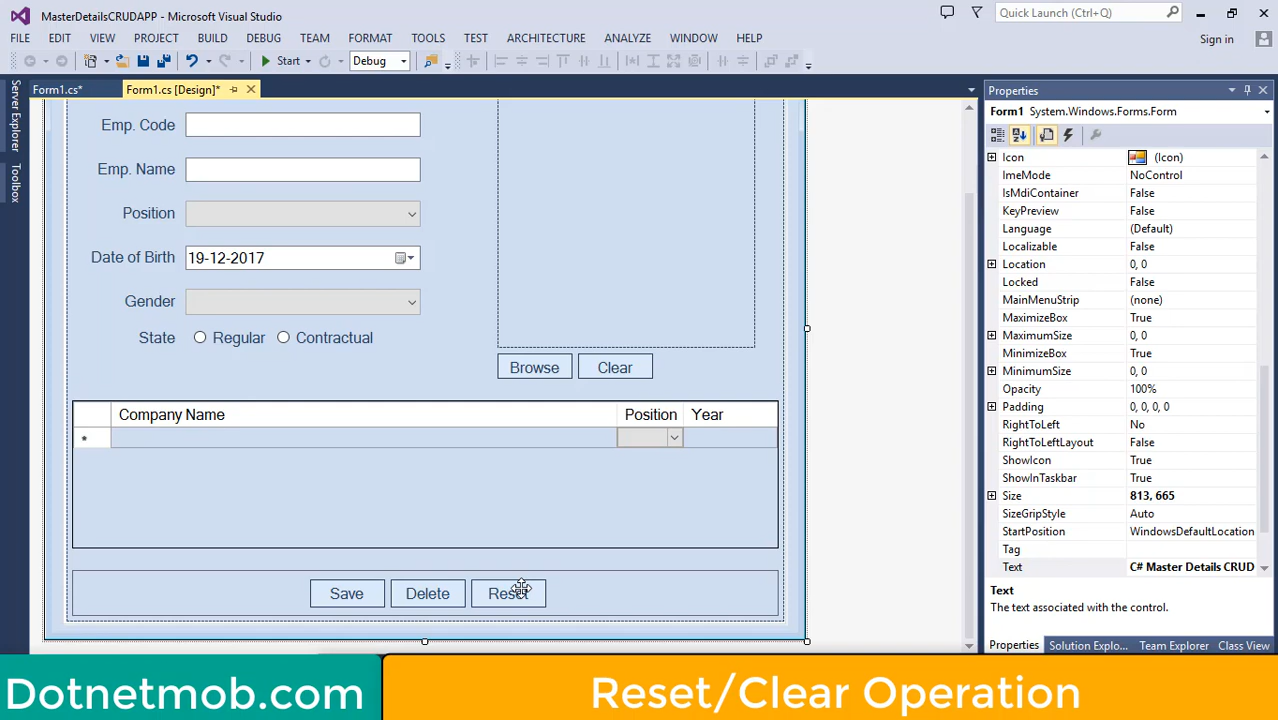 MasterDetailsCRUDAPP - Microsoft Visual Studio
Quick Launch (Ctrl+Q)
FILE EDIT VIEW PROJECT BUILD DEBUG TEAM FORMAT TOOLS TEST ARCHITECTURE ANALYZE WINDOW HELP
Sign in
Start Debug
Form1.cs* Form1.cs [Design]*
Server Explorer
Toolbox
Emp. Code
Emp. Name
Position
Date of Birth 19-12-2017
Gender
State Regular Contractual
Browse Clear
Company Name Position Year
*
Save Delete Reset
Properties
Form1 System.Windows.Forms.Form
Icon (Icon)
ImeMode NoControl
IsMdiContainer False
KeyPreview False
Language (Default)
Localizable False
Location 0, 0
Locked False
MainMenuStrip (none)
MaximizeBox True
MaximumSize 0, 0
MinimizeBox True
MinimumSize 0, 0
Opacity 100%
Padding 0, 0, 0, 0
RightToLeft No
RightToLeftLayout False
ShowIcon True
ShowInTaskbar True
Size 813, 665
SizeGripStyle Auto
StartPosition WindowsDefaultLocation
Tag
Text C# Master Details CRUD
Text
The text associated with the control.
Properties Solution Explo... Team Explorer Class View
Dotnetmob.com
Reset/Clear Operation